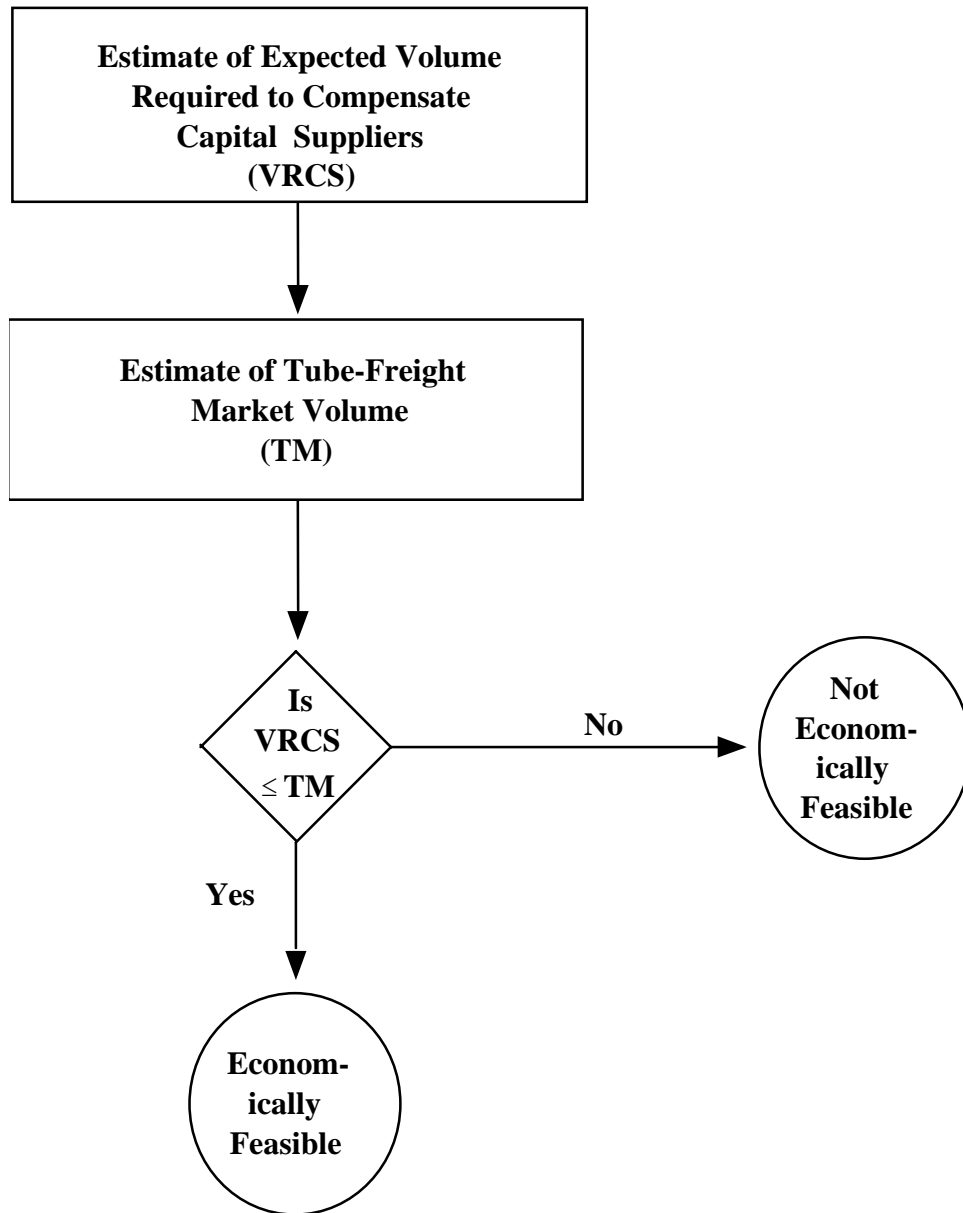 Estimate of Expected Volume
Required to Compensate
Capital Suppliers
(VRCS)
Estimate of Tube-Freight
Market Volume
(TM)
Is
VRCS
≤ TM
No
Not
Econom-
ically
Feasible
Yes
Econom-
ically
Feasible